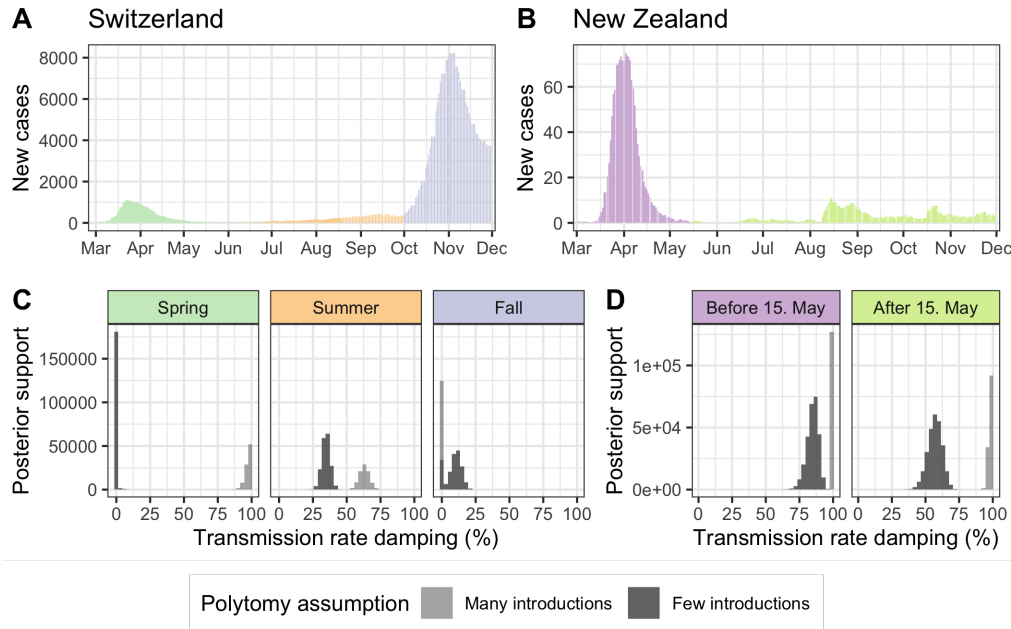 A Switzerland
New cases
8000
6000
4000
2000
0
Mar Apr May Jun Jul Aug Sep Oct Nov Dec
B New Zealand
New cases
60
40
20
0
Mar Apr May Jun Jul Aug Sep Oct Nov Dec
C
Spring Summer Fall
Posterior support
150000
100000
50000
0
0 25 50 75 100 0 25 50 75 100 0 25 50 75 100
Transmission rate damping (%)
D
Before 15. May After 15. May
Posterior support
1e+05
5e+04
0e+00
0 25 50 75 100 0 25 50 75 100
Transmission rate damping (%)
Polytomy assumption Many introductions Few introductions